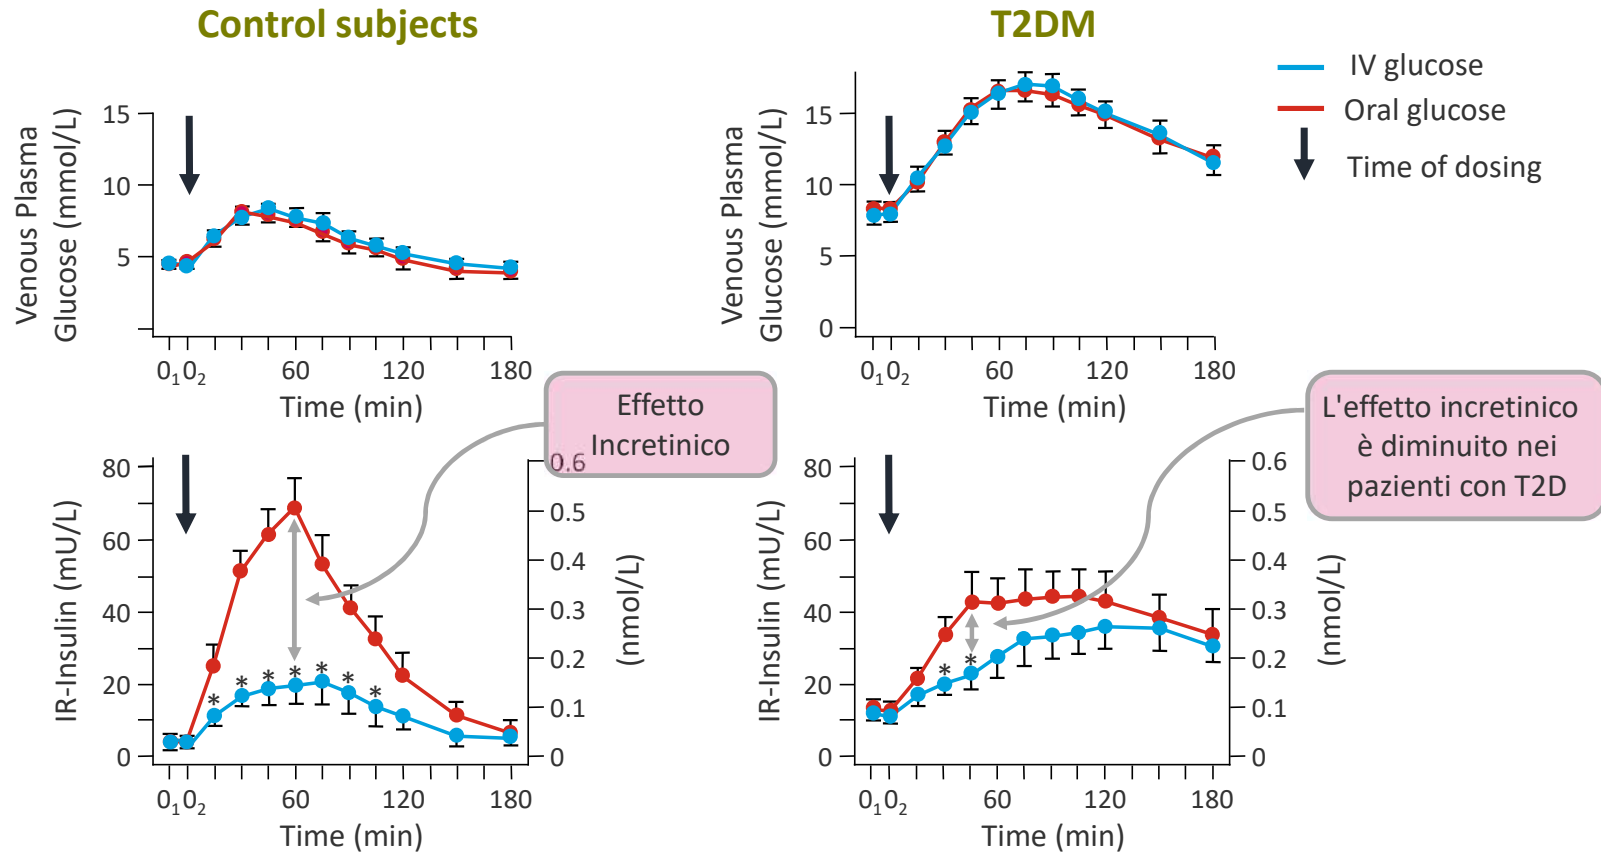 Control subjects
T2DM
IV glucose
Oral glucose
Time of dosing
Venous Plasma
Glucose (mmol/L)
15
10
5
0₁0₂
60
120
180
Time (min)
Venous Plasma
Glucose (mmol/L)
15
10
5
0
0₁0₂
60
120
180
Time (min)
Effetto
Incretinico
L'effetto incretinico
è diminuito nei
pazienti con T2D
IR-Insulin (mU/L)
80
60
40
20
0
* * * * * * *
0.6
0.5
0.4
0.3
0.2
0.1
0
(nmol/L)
0₁0₂
60
120
180
Time (min)
IR-Insulin (mU/L)
80
60
40
20
0
* *
0.6
0.5
0.4
0.3
0.2
0.1
0
(nmol/L)
0₁0₂
60
120
180
Time (min)